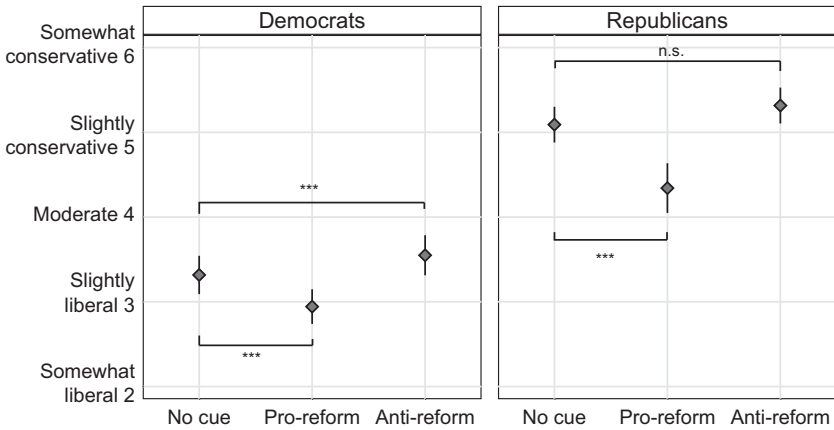 Democrats
Republicans
Somewhat
conservative 6
Slightly
conservative 5
Moderate 4
Slightly
liberal 3
Somewhat
liberal 2
***
***
n.s.
***
No cue
Pro-reform
Anti-reform
No cue
Pro-reform
Anti-reform